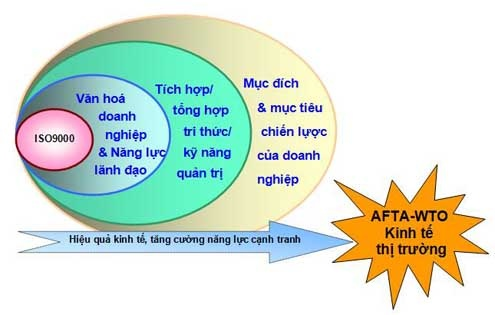 ISO9000
Văn hoá
doanh
nghiệp
& Năng lực
lãnh đạo
Tích hợp/
tổng hợp
tri thức/
kỹ năng
quản trị
Mục đích
& mục tiêu
chiến lược
của doanh
nghiệp
Hiệu quả kinh tế, tăng cường năng lực cạnh tranh
AFTA-WTO
Kinh tế
thị trường